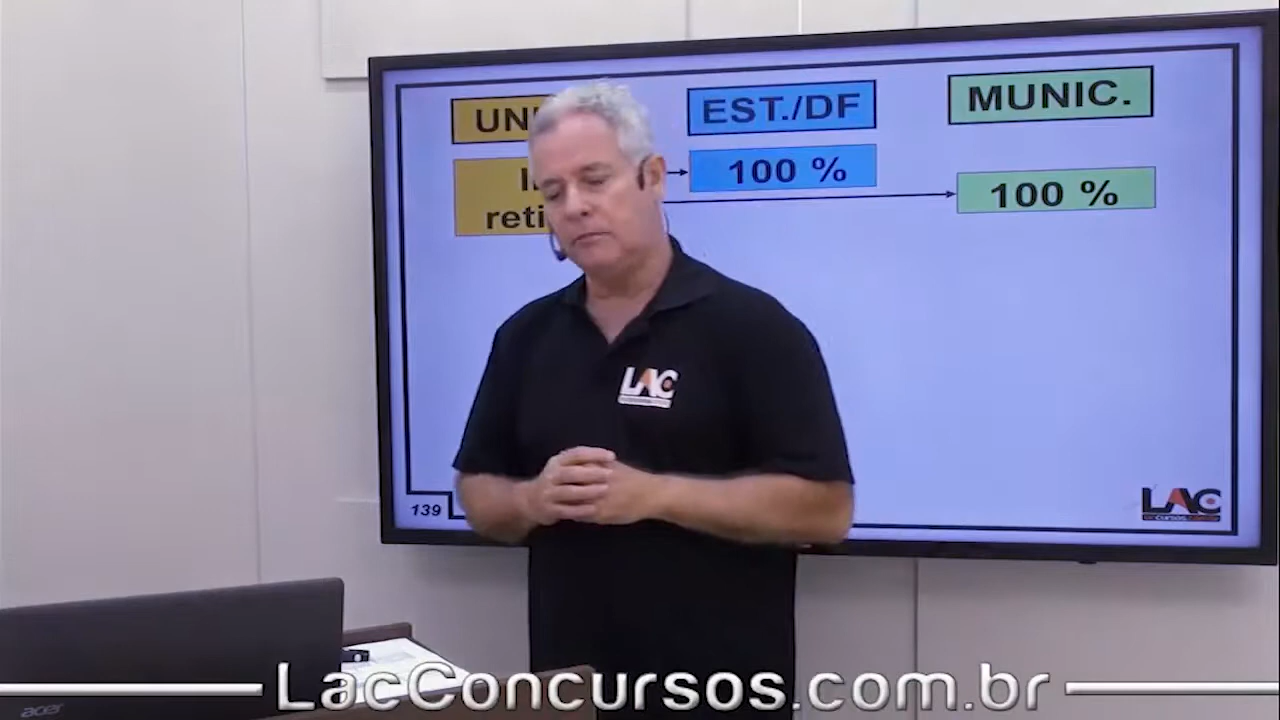 EST./DF
MUNIC.
100 %
100 %
LAC
139
LAC
LacConcursos.com.br
acer